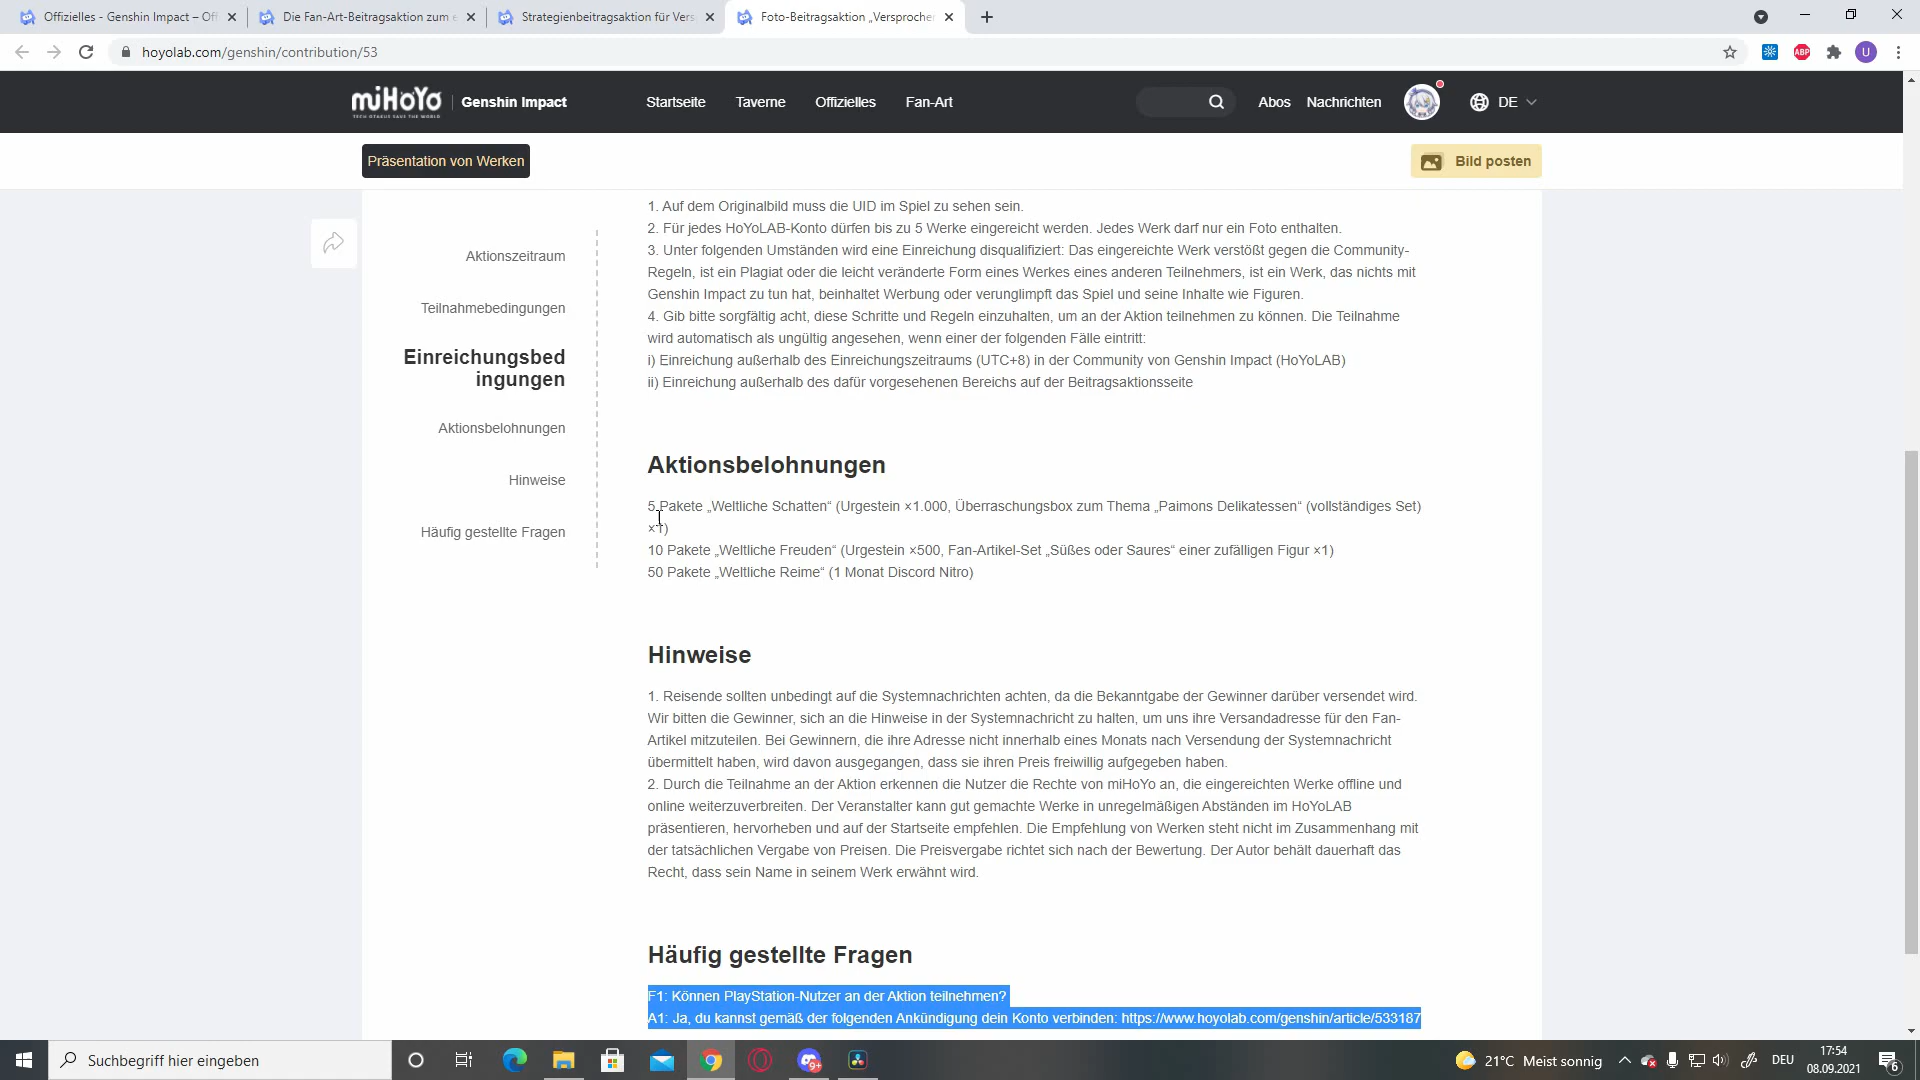 Offizielles - Genshin Impact – Off
Die Fan-Art-Beitragsaktion zum e
Strategienbeitragsaktion für Vers
Foto-Beitragsaktion „Versproche
hoyolab.com/genshin/contribution/53
ABP
U
miHoYo
TECH OTAKUS SAVE THE WORLD
Genshin Impact
Startseite
Taverne
Offizielles
Fan-Art
Abos
Nachrichten
DE
Präsentation von Werken
Bild posten
Aktionszeitraum
Teilnahmebedingungen
Einreichungsbed
ingungen
Aktionsbelohnungen
Hinweise
Häufig gestellte Fragen
1. Auf dem Originalbild muss die UID im Spiel zu sehen sein.
2. Für jedes HoYoLAB-Konto dürfen bis zu 5 Werke eingereicht werden. Jedes Werk darf nur ein Foto enthalten.
3. Unter folgenden Umständen wird eine Einreichung disqualifiziert: Das eingereichte Werk verstößt gegen die Community-
Regeln, ist ein Plagiat oder die leicht veränderte Form eines Werkes eines anderen Teilnehmers, ist ein Werk, das nichts mit
Genshin Impact zu tun hat, beinhaltet Werbung oder verunglimpft das Spiel und seine Inhalte wie Figuren.
4. Gib bitte sorgfältig acht, diese Schritte und Regeln einzuhalten, um an der Aktion teilnehmen zu können. Die Teilnahme
wird automatisch als ungültig angesehen, wenn einer der folgenden Fälle eintritt:
i) Einreichung außerhalb des Einreichungszeitraums (UTC+8) in der Community von Genshin Impact (HoYoLAB)
ii) Einreichung außerhalb des dafür vorgesehenen Bereichs auf der Beitragsaktionsseite
Aktionsbelohnungen
5 Pakete „Weltliche Schatten“ (Urgestein ×1.000, Überraschungsbox zum Thema „Paimons Delikatessen“ (vollständiges Set)
×1)
10 Pakete „Weltliche Freuden“ (Urgestein ×500, Fan-Artikel-Set „Süßes oder Saures“ einer zufälligen Figur ×1)
50 Pakete „Weltliche Reime“ (1 Monat Discord Nitro)
Hinweise
1. Reisende sollten unbedingt auf die Systemnachrichten achten, da die Bekanntgabe der Gewinner darüber versendet wird.
Wir bitten die Gewinner, sich an die Hinweise in der Systemnachricht zu halten, um uns ihre Versandadresse für den Fan-
Artikel mitzuteilen. Bei Gewinnern, die ihre Adresse nicht innerhalb eines Monats nach Versendung der Systemnachricht
übermittelt haben, wird davon ausgegangen, dass sie ihren Preis freiwillig aufgegeben haben.
2. Durch die Teilnahme an der Aktion erkennen die Nutzer die Rechte von miHoYo an, die eingereichten Werke offline und
online weiterzuverbreiten. Der Veranstalter kann gut gemachte Werke in unregelmäßigen Abständen im HoYoLAB
präsentieren, hervorheben und auf der Startseite empfehlen. Die Empfehlung von Werken steht nicht im Zusammenhang mit
der tatsächlichen Vergabe von Preisen. Die Preisvergabe richtet sich nach der Bewertung. Der Autor behält dauerhaft das
Recht, dass sein Name in seinem Werk erwähnt wird.
Häufig gestellte Fragen
F1: Können PlayStation-Nutzer an der Aktion teilnehmen?
A1: Ja, du kannst gemäß der folgenden Ankündigung dein Konto verbinden: https://www.hoyolab.com/genshin/article/533187
Suchbegriff hier eingeben
9+
21°C Meist sonnig
DEU
17:54
08.09.2021
6